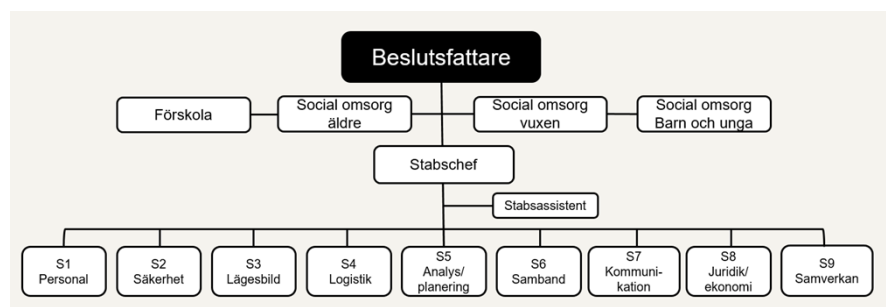 Beslutsfattare
Förskola
Social omsorg
äldre
Social omsorg
vuxen
Social omsorg
Barn och unga
Stabschef
Stabsassistent
S1
Personal
S2
Säkerhet
S3
Lägesbild
S4
Logistik
S5
Analys/
planering
S6
Samband
S7
Kommuni-
kation
S8
Juridik/
ekonomi
S9
Samverkan